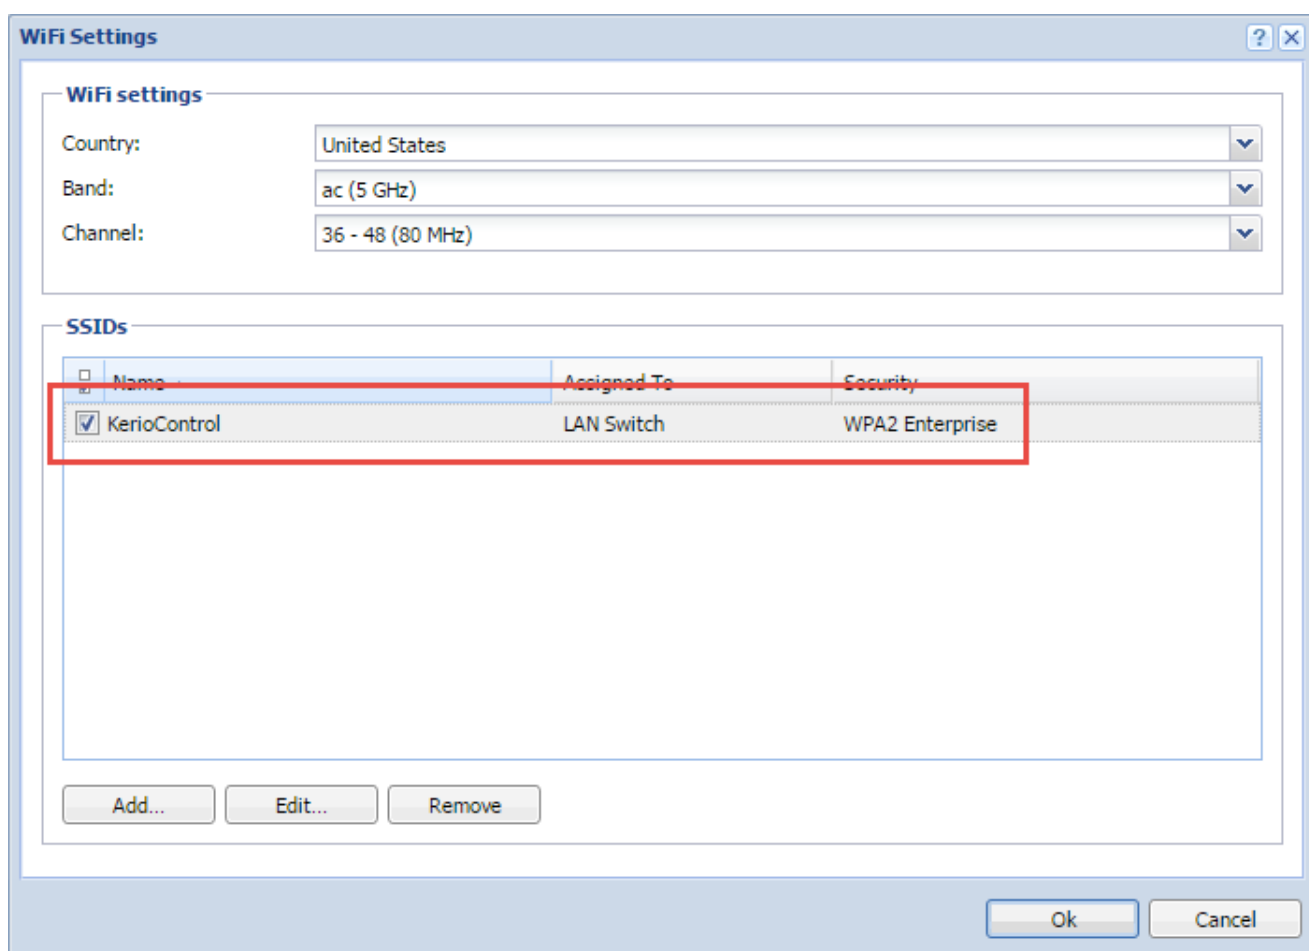 WiFi Settings
WiFi settings
Country: United States
Band: ac (5 GHz)
Channel: 36 - 48 (80 MHz)
SSIDs
Name Assigned To Security
KerioControl LAN Switch WPA2 Enterprise
Add... Edit... Remove
Ok Cancel